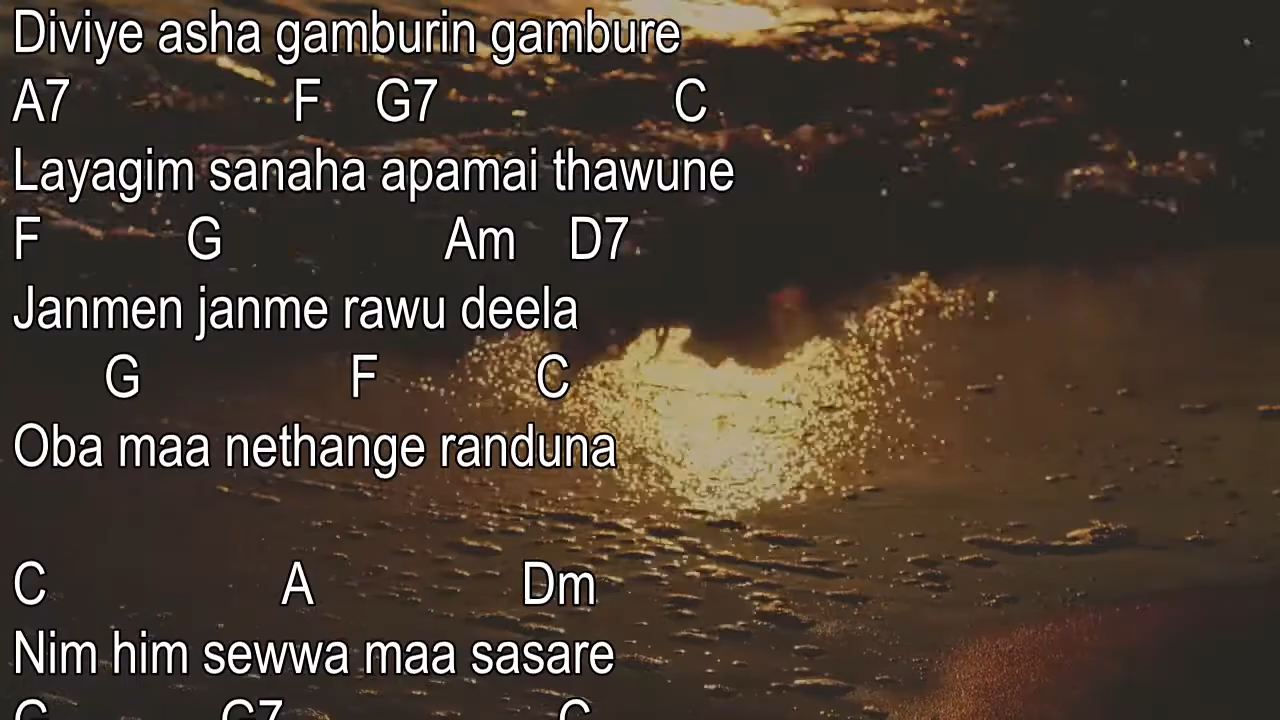 Diviye asha gamburin gambure
A7 F G7 C
Layagim sanaha apamai thawune
F G Am D7
Janmen janme rawu deela
G F C
Oba maa nethange randuna
C A Dm
Nim him sewwa maa sasare
G G7 C